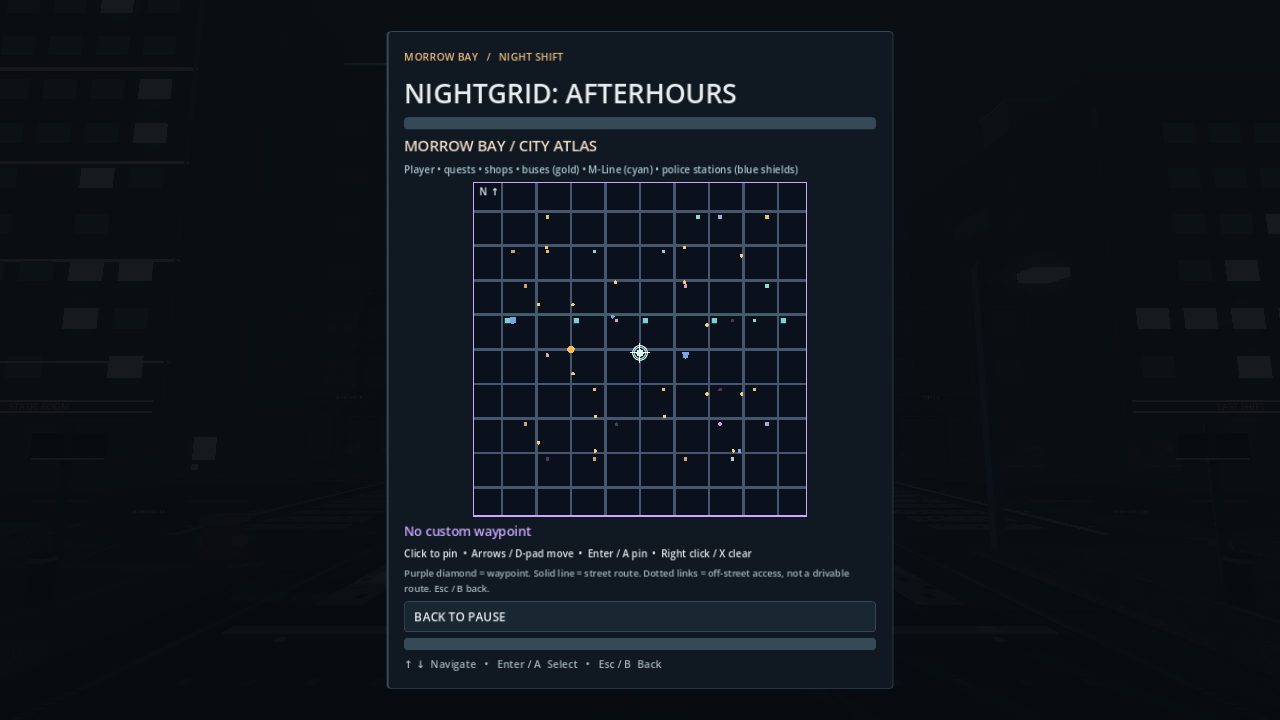 MORROW BAY / NIGHT SHIFT
NIGHTGRID: AFTERHOURS
MORROW BAY / CITY ATLAS
Player • quests • shops • buses (gold) • M-Line (cyan) • police stations (blue shields)
N ↑
No custom waypoint
Click to pin • Arrows / D-pad move • Enter / A pin • Right click / X clear
Purple diamond = waypoint. Solid line = street route. Dotted links = off-street access, not a drivable
route. Esc / B back.
BACK TO PAUSE
↑ ↓ Navigate • Enter / A Select • Esc / B Back